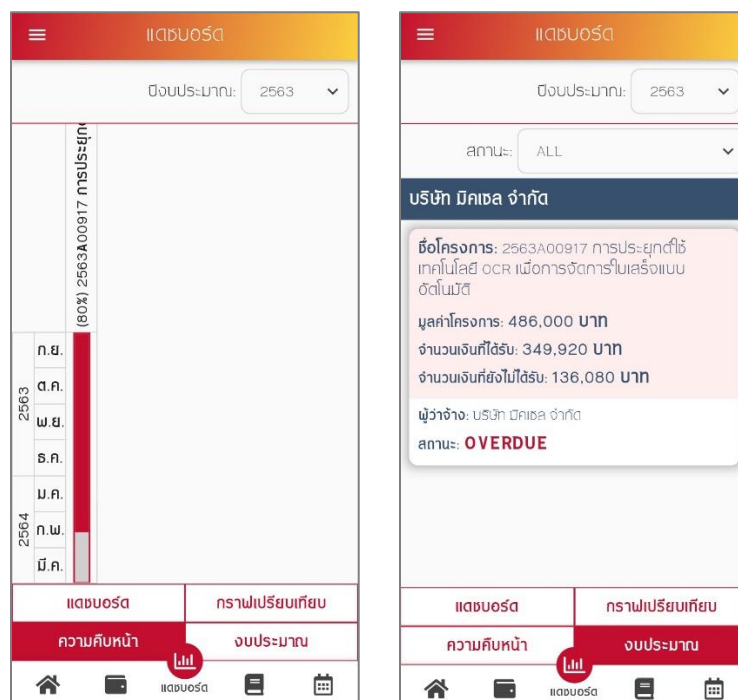 แดชบอร์ด
ปีงบประมาณ: 2563
(80%) 2563A00917 การประยุกต์
2563
ก.ย.
ต.ค.
พ.ย.
ธ.ค.
2564
ม.ค.
ก.พ.
มี.ค.
แดชบอร์ด กราฟเปรียบเทียบ
ความคืบหน้า งบประมาณ
แดชบอร์ด
แดชบอร์ด
ปีงบประมาณ: 2563
สถานะ: ALL
บริษัท มิคเซล จำกัด
ชื่อโครงการ: 2563A00917 การประยุกต์ใช้
เทคโนโลยี OCR เพื่อการจัดการใบเสร็จแบบ
อัตโนมัติ
มูลค่าโครงการ: 486,000 บาท
จำนวนเงินที่ได้รับ: 349,920 บาท
จำนวนเงินที่ยังไม่ได้รับ: 136,080 บาท
ผู้ว่าจ้าง: บริษัท มิคเซล จำกัด
สถานะ: OVERDUE
แดชบอร์ด กราฟเปรียบเทียบ
ความคืบหน้า งบประมาณ
แดชบอร์ด